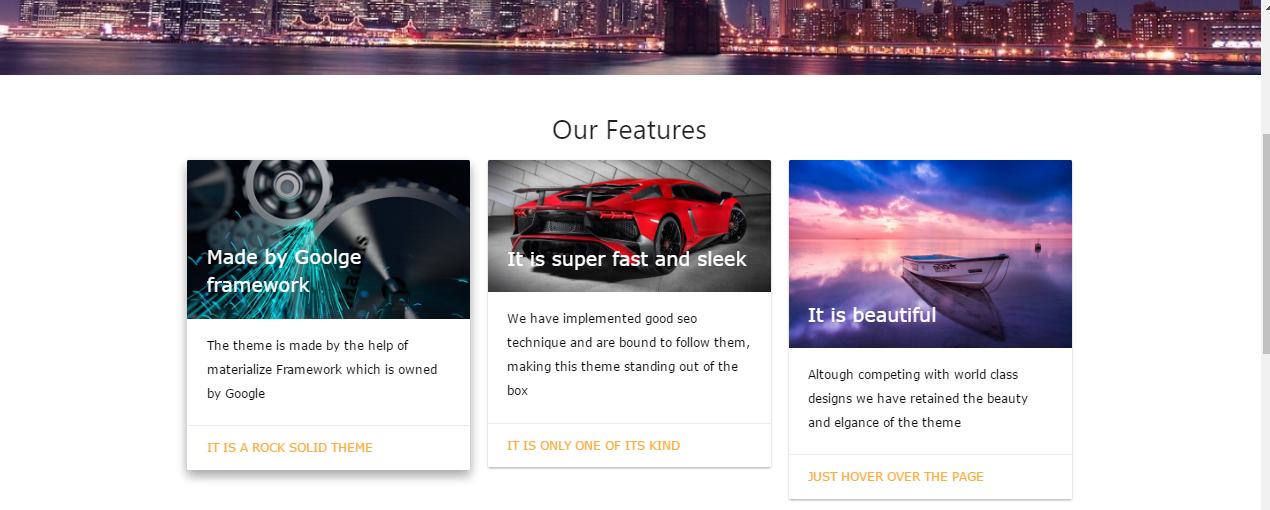 Our Features
Made by Goolge
framework
The theme is made by the help of
materialize Framework which is owned
by Google
IT IS A ROCK SOLID THEME
It is super fast and sleek
We have implemented good seo
technique and are bound to follow them,
making this theme standing out of the
box
IT IS ONLY ONE OF ITS KIND
It is beautiful
Altough competing with world class
designs we have retained the beauty
and elgance of the theme
JUST HOVER OVER THE PAGE